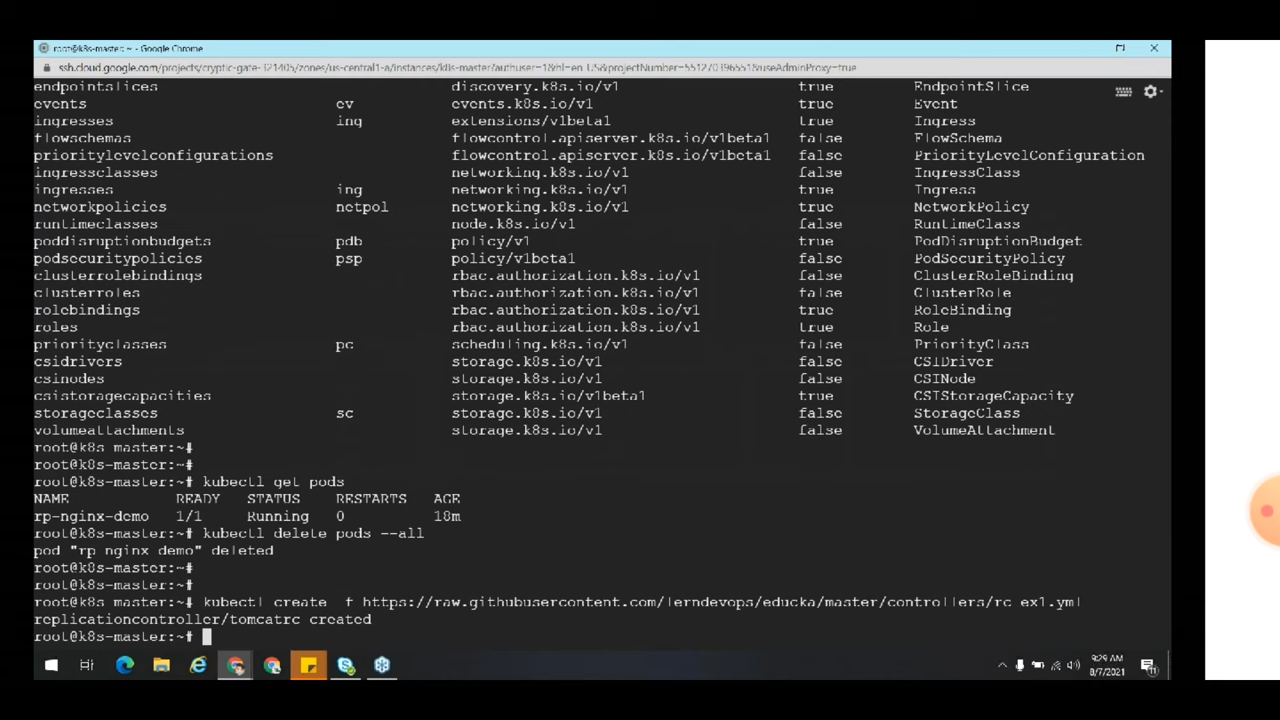 root@k8s-master: ~ - Google Chrome
ssh.cloud.google.com/projects/cryptic-gate-321405/zones/us-central1-a/instances/k8s-master?authuser=1&hl=en_US&projectNumber=551270396551&useAdminProxy=true
endpointslices discovery.k8s.io/v1 true EndpointSlice
events ev events.k8s.io/v1 true Event
ingresses ing extensions/v1beta1 true Ingress
flowschemas flowcontrol.apiserver.k8s.io/v1beta1 false FlowSchema
prioritylevelconfigurations flowcontrol.apiserver.k8s.io/v1beta1 false PriorityLevelConfiguration
ingressclasses networking.k8s.io/v1 false IngressClass
ingresses ing networking.k8s.io/v1 true Ingress
networkpolicies netpol networking.k8s.io/v1 true NetworkPolicy
runtimeclasses node.k8s.io/v1 false RuntimeClass
poddisruptionbudgets pdb policy/v1 true PodDisruptionBudget
podsecuritypolicies psp policy/v1beta1 false PodSecurityPolicy
clusterrolebindings rbac.authorization.k8s.io/v1 false ClusterRoleBinding
clusterroles rbac.authorization.k8s.io/v1 false ClusterRole
rolebindings rbac.authorization.k8s.io/v1 true RoleBinding
roles rbac.authorization.k8s.io/v1 true Role
priorityclasses pc scheduling.k8s.io/v1 false PriorityClass
csidrivers storage.k8s.io/v1 false CSIDriver
csinodes storage.k8s.io/v1 false CSINode
csistoragecapacities storage.k8s.io/v1beta1 true CSIStorageCapacity
storageclasses sc storage.k8s.io/v1 false StorageClass
volumeattachments storage.k8s.io/v1 false VolumeAttachment
root@k8s-master:~#
root@k8s-master:~#
root@k8s-master:~# kubectl get pods
NAME READY STATUS RESTARTS AGE
rp-nginx-demo 1/1 Running 0 18m
root@k8s-master:~# kubectl delete pods --all
pod "rp-nginx-demo" deleted
root@k8s-master:~#
root@k8s-master:~#
root@k8s-master:~# kubectl create -f https://raw.githubusercontent.com/lerndevops/educka/master/controllers/rc-ex1.yml
replicationcontroller/tomcatrc created
root@k8s-master:~#
9:29 AM
8/7/2021
11